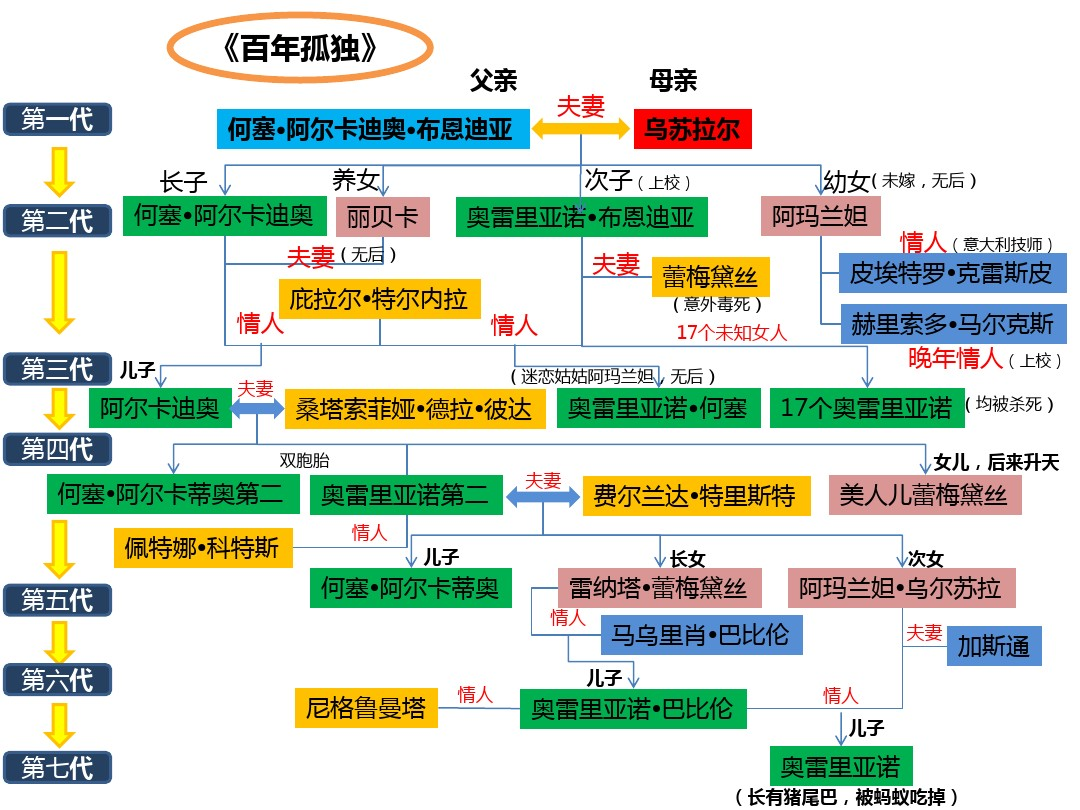 《百年孤独》
父亲
母亲
第一代
何塞•阿尔卡迪奥•布恩迪亚
夫妻
乌苏拉尔
长子
养女
次子（上校）
幼女（未嫁，无后）
第二代
何塞•阿尔卡迪奥
丽贝卡
奥雷里亚诺•布恩迪亚
阿玛兰妲
夫妻（无后）
夫妻
蕾梅黛丝
（意外毒死）
情人（意大利技师）
皮埃特罗•克雷斯皮
庇拉尔•特尔内拉
情人
情人
17个未知女人
赫里索多•马尔克斯
晚年情人（上校）
第三代
儿子
（迷恋姑姑阿玛兰妲，无后）
阿尔卡迪奥
夫妻
桑塔索菲娅•德拉•彼达
奥雷里亚诺•何塞
17个奥雷里亚诺
（均被杀死）
第四代
双胞胎
女儿，后来升天
何塞•阿尔卡蒂奥第二
奥雷里亚诺第二
夫妻
费尔兰达•特里斯特
美人儿蕾梅黛丝
佩特娜•科特斯
情人
儿子
长女
次女
第五代
何塞•阿尔卡蒂奥
雷纳塔•蕾梅黛丝
阿玛兰妲•乌尔苏拉
情人
马乌里肖•巴比伦
夫妻
加斯通
第六代
儿子
尼格鲁曼塔
情人
奥雷里亚诺•巴比伦
情人
儿子
第七代
奥雷里亚诺
（长有猪尾巴，被蚂蚁吃掉）